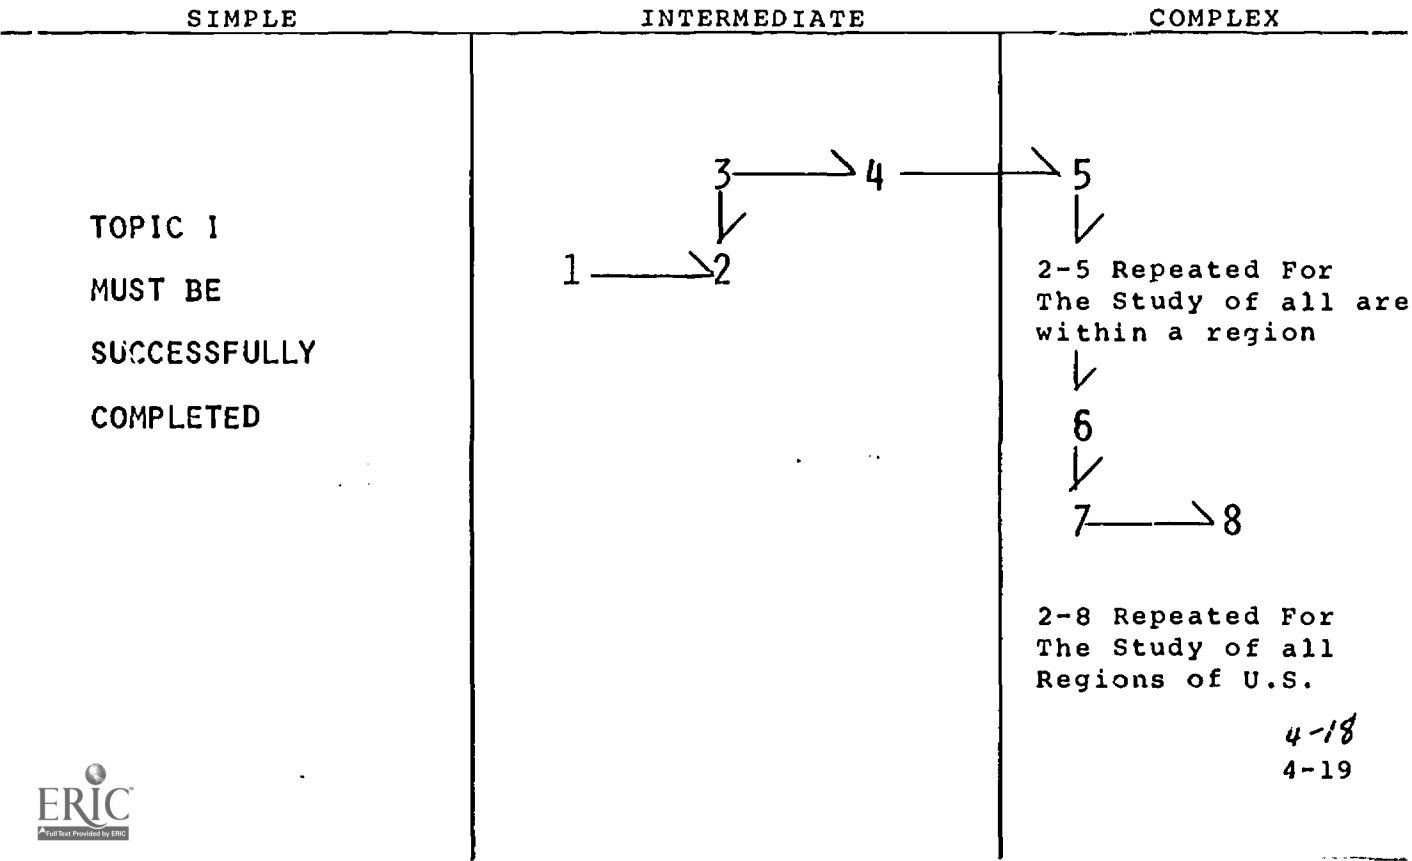 SIMPLE INTERMEDIATE COMPLEX
TOPIC I
MUST BE
SUCCESSFULLY
COMPLETED
3 4 5
1 2
2-5 Repeated For
The Study of all are
within a region
6
7 8
2-8 Repeated For
The Study of all
Regions of U.S.
4-18
4-19
ERIC
Full Text Provided by ERIC